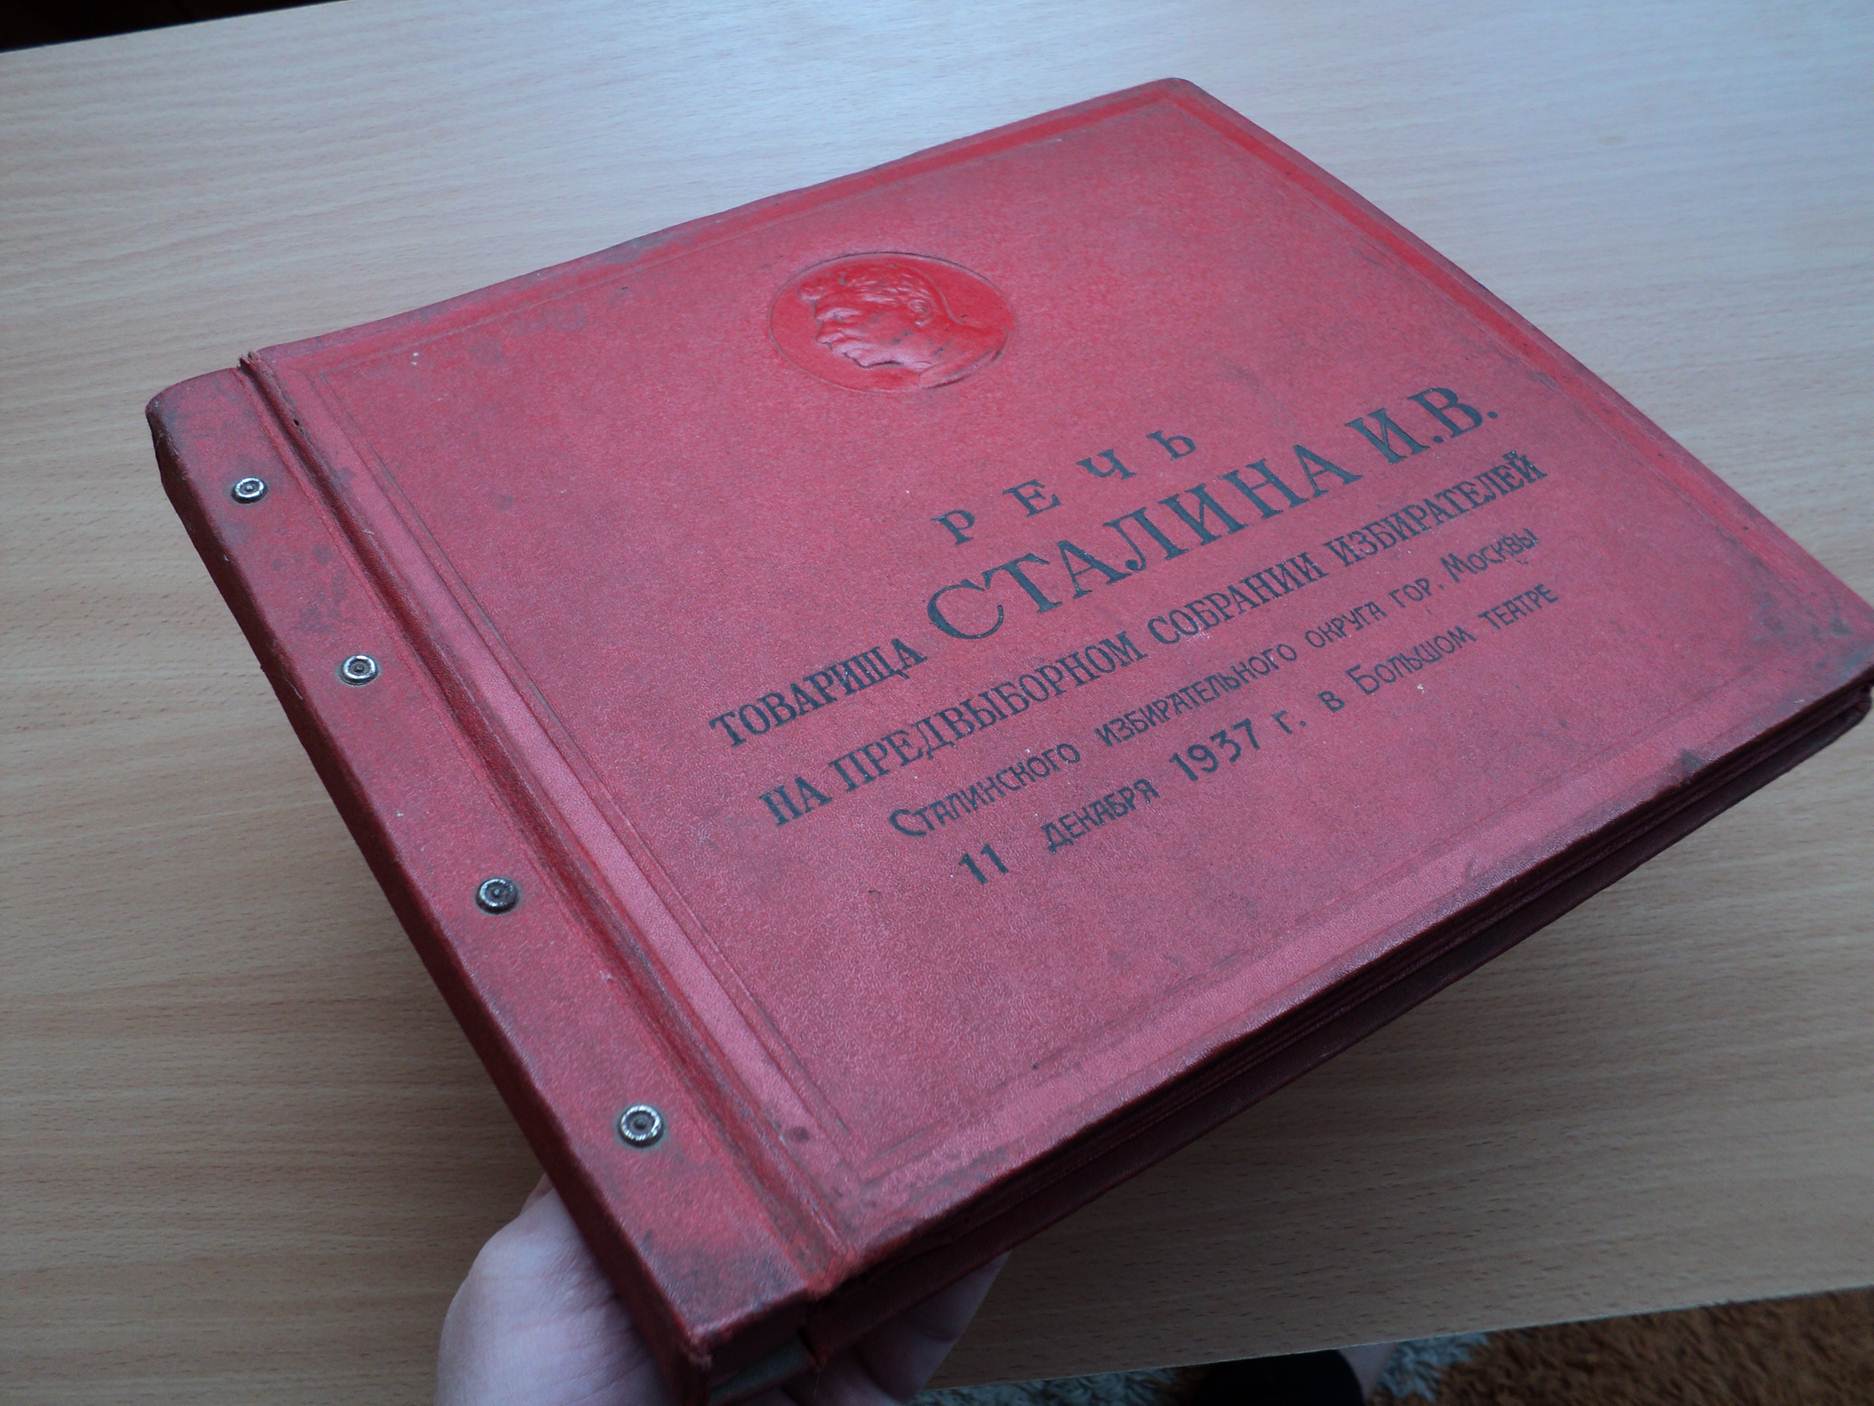 РЕЧЬ
ТОВАРИЩА СТАЛИНА И.В.
НА ПРЕДВЫБОРНОМ СОБРАНИИ ИЗБИРАТЕЛЕЙ
Сталинского избирательного округа гор. Москвы
11 декабря 1937 г. в Большом театре